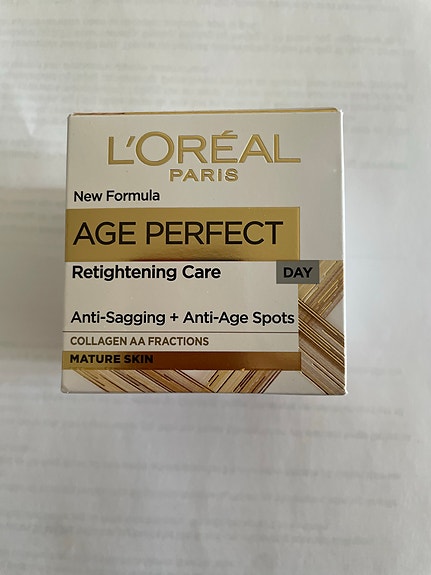 L'ORÉAL
PARIS
New Formula
AGE PERFECT
Retightening Care DAY
Anti-Sagging + Anti-Age Spots
COLLAGEN AA FRACTIONS
MATURE SKIN